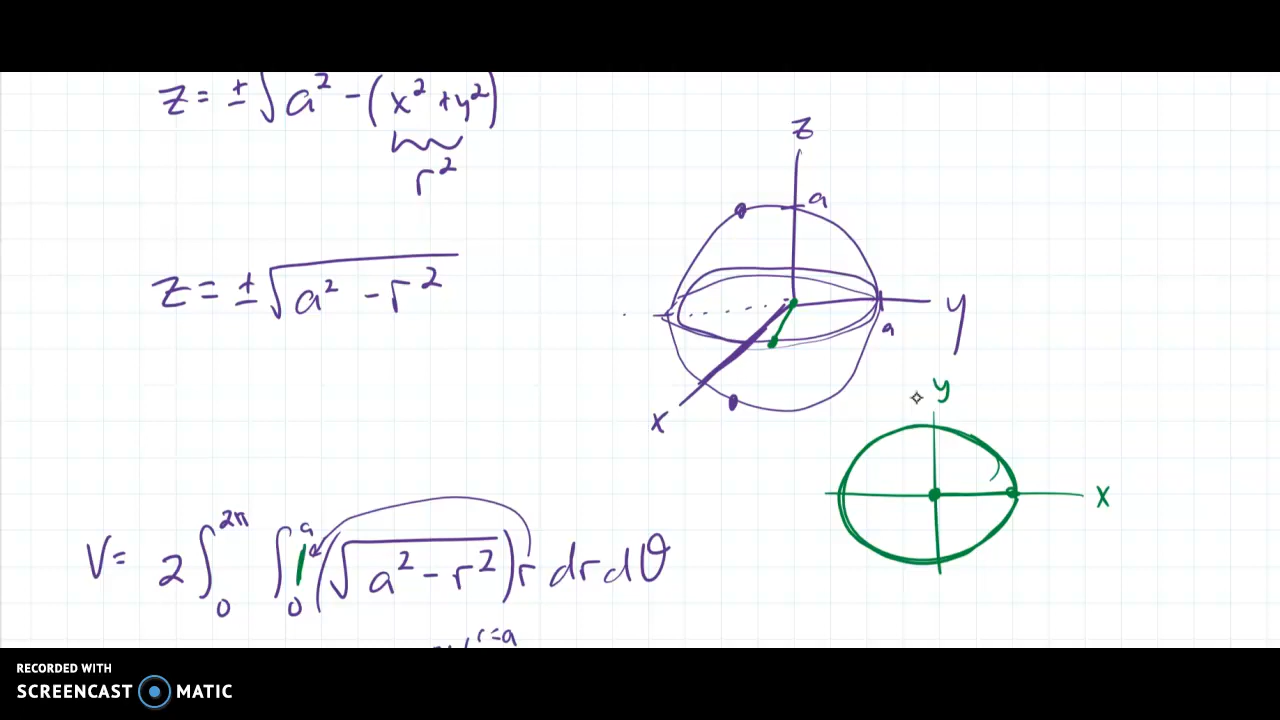 z = ± √a² - (x² + y²)
r²
z = ± √a² - r²
z
a
y
a
x
y
x
V = 2 ∫₀^2π ∫₀^a (√a² - r²) r dr dθ
r=a
RECORDED WITH
SCREENCAST MATIC